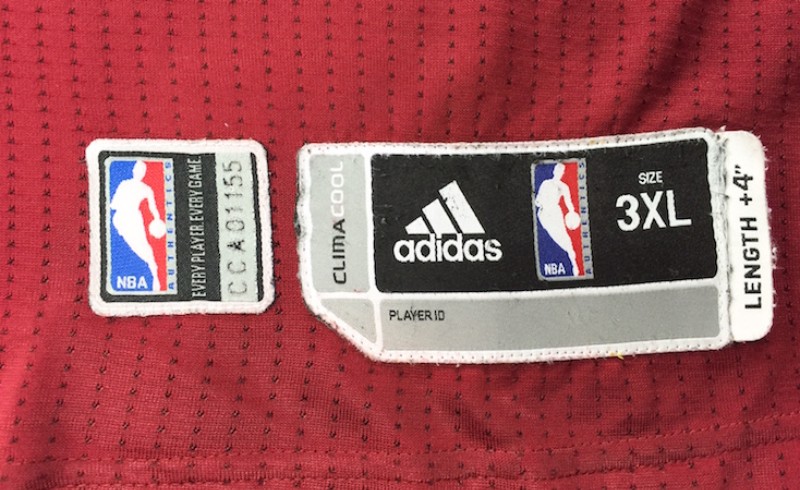 NBA
AUTHENTICS
EVERY PLAYER. EVERY GAME.
CCA01155
CLIMACOOL
adidas
NBA
AUTHENTICS
SIZE
3XL
PLAYER ID
LENGTH +4"